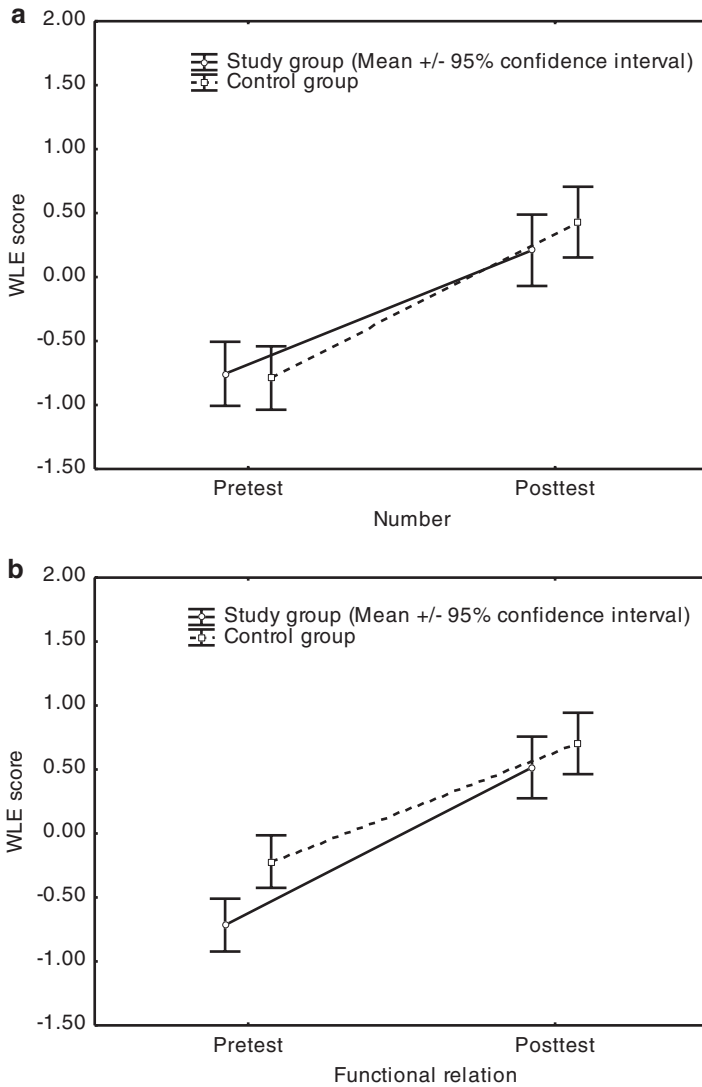 a
2.00
Study group (Mean +/- 95% confidence interval)
Control group
1.50
1.00
0.50
0.00
-0.50
-1.00
-1.50
WLE score
Pretest Posttest
Number
b
2.00
Study group (Mean +/- 95% confidence interval)
Control group
1.50
1.00
0.50
0.00
-0.50
-1.00
-1.50
WLE score
Pretest Posttest
Functional relation